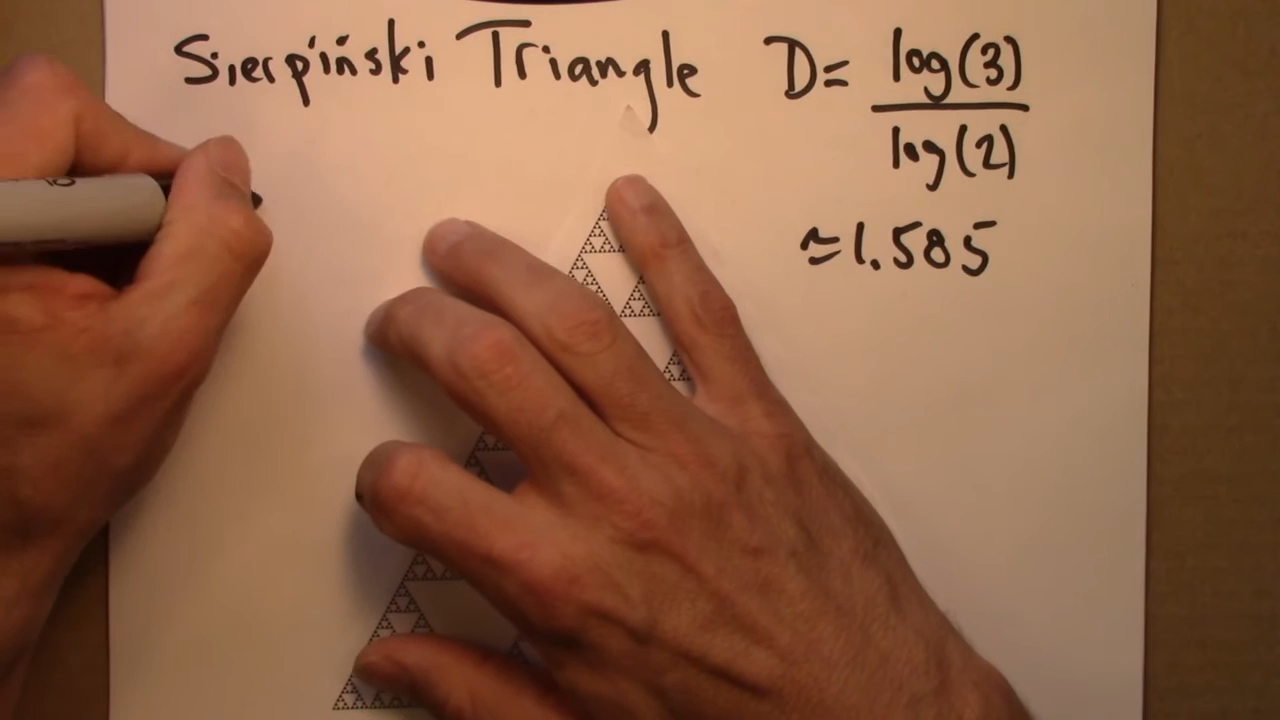 Sierpiński Triangle D = log(3) / log(2)
≈ 1.585